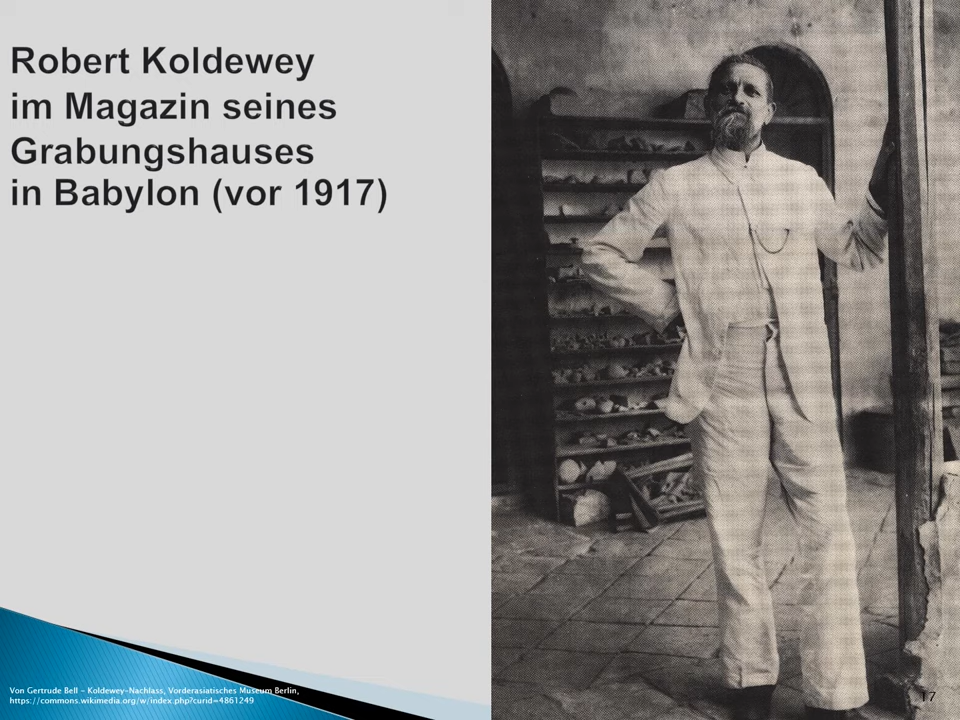 Robert Koldewey
im Magazin seines
Grabungshauses
in Babylon (vor 1917)
Von Gertrude Bell - Koldewey-Nachlass, Vorderasiatisches Museum Berlin,
https://commons.wikimedia.org/w/index.php?curid=4861249
17